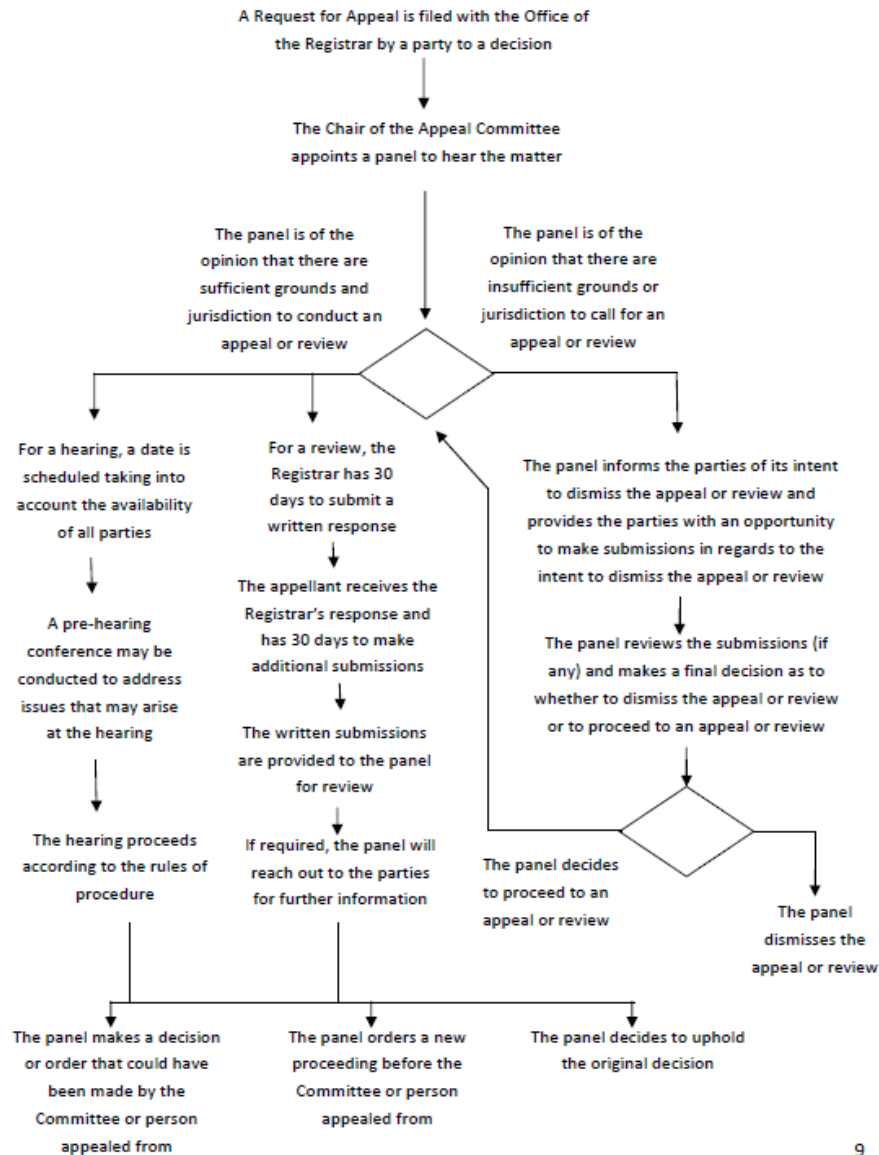 A Request for Appeal is filed with the Office of
the Registrar by a party to a decision
The Chair of the Appeal Committee
appoints a panel to hear the matter
The panel is of the
opinion that there are
sufficient grounds and
jurisdiction to conduct an
appeal or review
The panel is of the
opinion that there are
insufficient grounds or
jurisdiction to call for an
appeal or review
For a hearing, a date is
scheduled taking into
account the availability
of all parties
A pre-hearing
conference may be
conducted to address
issues that may arise
at the hearing
The hearing proceeds
according to the rules of
procedure
For a review, the
Registrar has 30
days to submit a
written response
The appellant receives the
Registrar's response and
has 30 days to make
additional submissions
The written submissions
are provided to the panel
for review
If required, the panel will
reach out to the parties
for further information
The panel informs the parties of its intent
to dismiss the appeal or review and
provides the parties with an opportunity
to make submissions in regards to the
intent to dismiss the appeal or review
The panel reviews the submissions (if
any) and makes a final decision as to
whether to dismiss the appeal or review
or to proceed to an appeal or review
The panel decides
to proceed to an
appeal or review
The panel
dismisses the
appeal or review
The panel makes a decision
or order that could have
been made by the
Committee or person
appealed from
The panel orders a new
proceeding before the
Committee or person
appealed from
The panel decides to uphold
the original decision
9